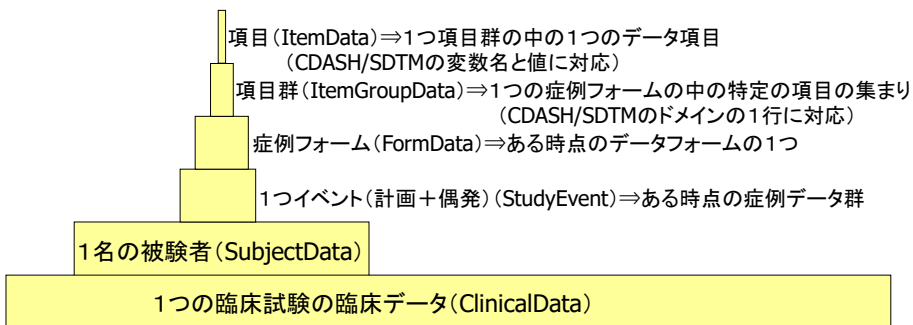 項目(ItemData)⇒1つ項目群の中の1つのデータ項目
(CDASH/SDTMの変数名と値に対応)
項目群(ItemGroupData)⇒1つの症例フォームの中の特定の項目の集まり
(CDASH/SDTMのドメインの1行に対応)
症例フォーム(FormData)⇒ある時点のデータフォームの1つ
1つイベント(計画+偶発)(StudyEvent)⇒ある時点の症例データ群
1名の被験者(SubjectData)
1つの臨床試験の臨床データ(ClinicalData)